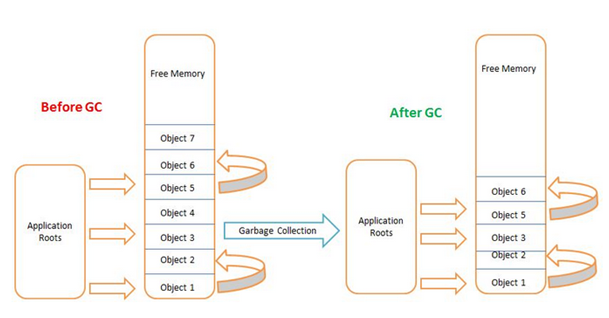 Before GC
Free Memory
Object 7
Object 6
Object 5
Object 4
Object 3
Object 2
Object 1
Application
Roots
Garbage Collection
After GC
Free Memory
Object 6
Object 5
Object 3
Object 2
Object 1
Application
Roots